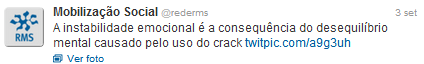 RMS
Mobilização Social @rederms 3 set
A instabilidade emocional é a consequência do desequilíbrio
mental causado pelo uso do crack twitpic.com/a9g3uh
Ver foto